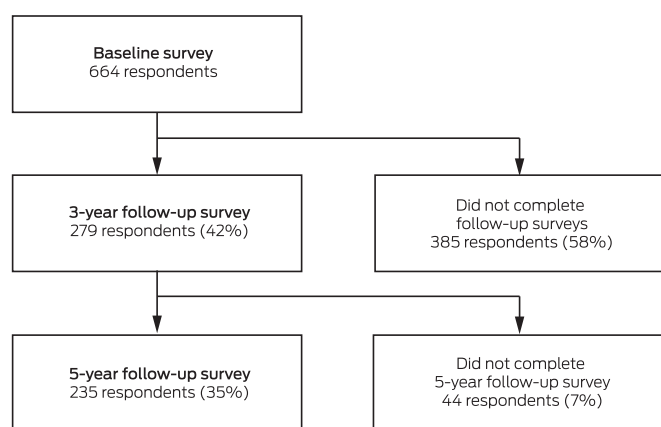 Baseline survey
664 respondents
3-year follow-up survey
279 respondents (42%)
Did not complete
follow-up surveys
385 respondents (58%)
5-year follow-up survey
235 respondents (35%)
Did not complete
5-year follow-up survey
44 respondents (7%)